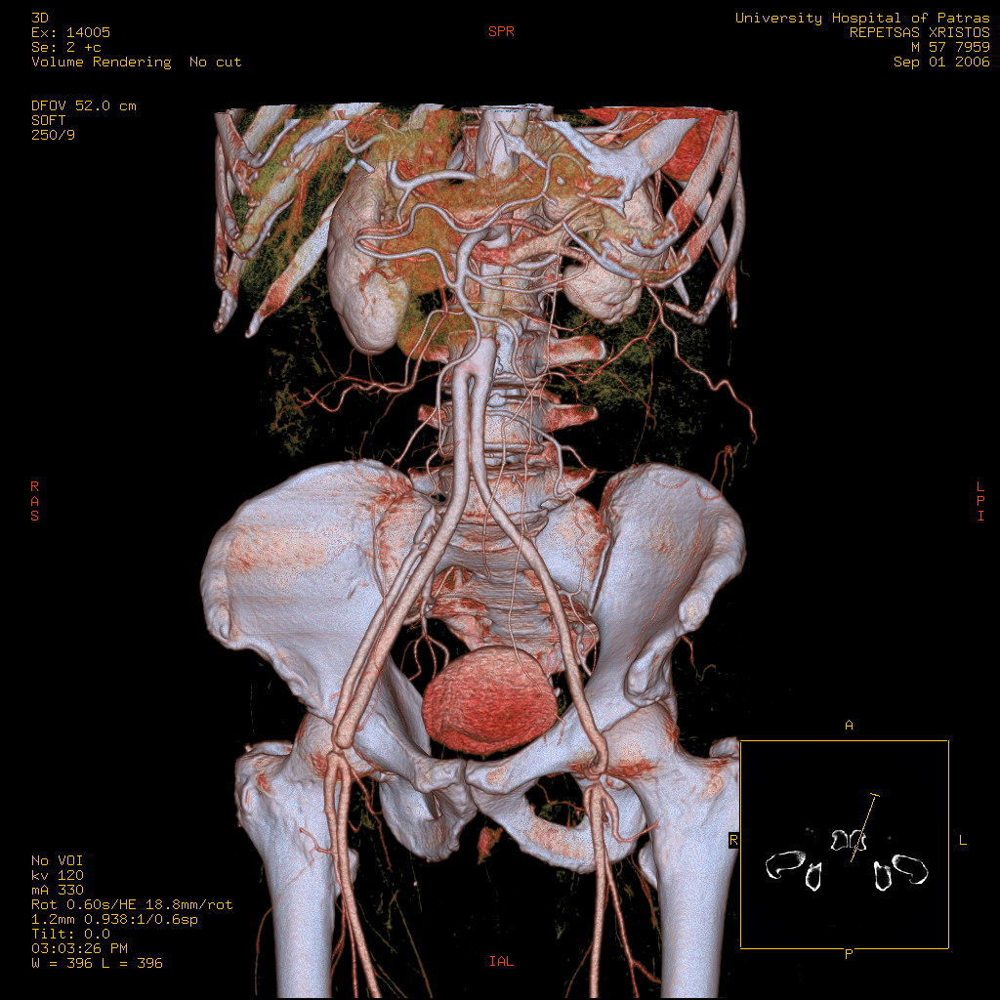 3D
Ex: 14005
Se: 2 +c
Volume Rendering No cut
DFOV 52.0 cm
SOFT
250/9
SPR
University Hospital of Patras
REPETSAS XRISTOS
M 57 7959
Sep 01 2006
R
A
S
L
P
I
No VOI
kv 120
mA 330
Rot 0.60s/HE 18.8mm/rot
1.2mm 0.938:1/0.6sp
Tilt: 0.0
03:03:26 PM
W = 396 L = 396
IAL
A
R
L
P